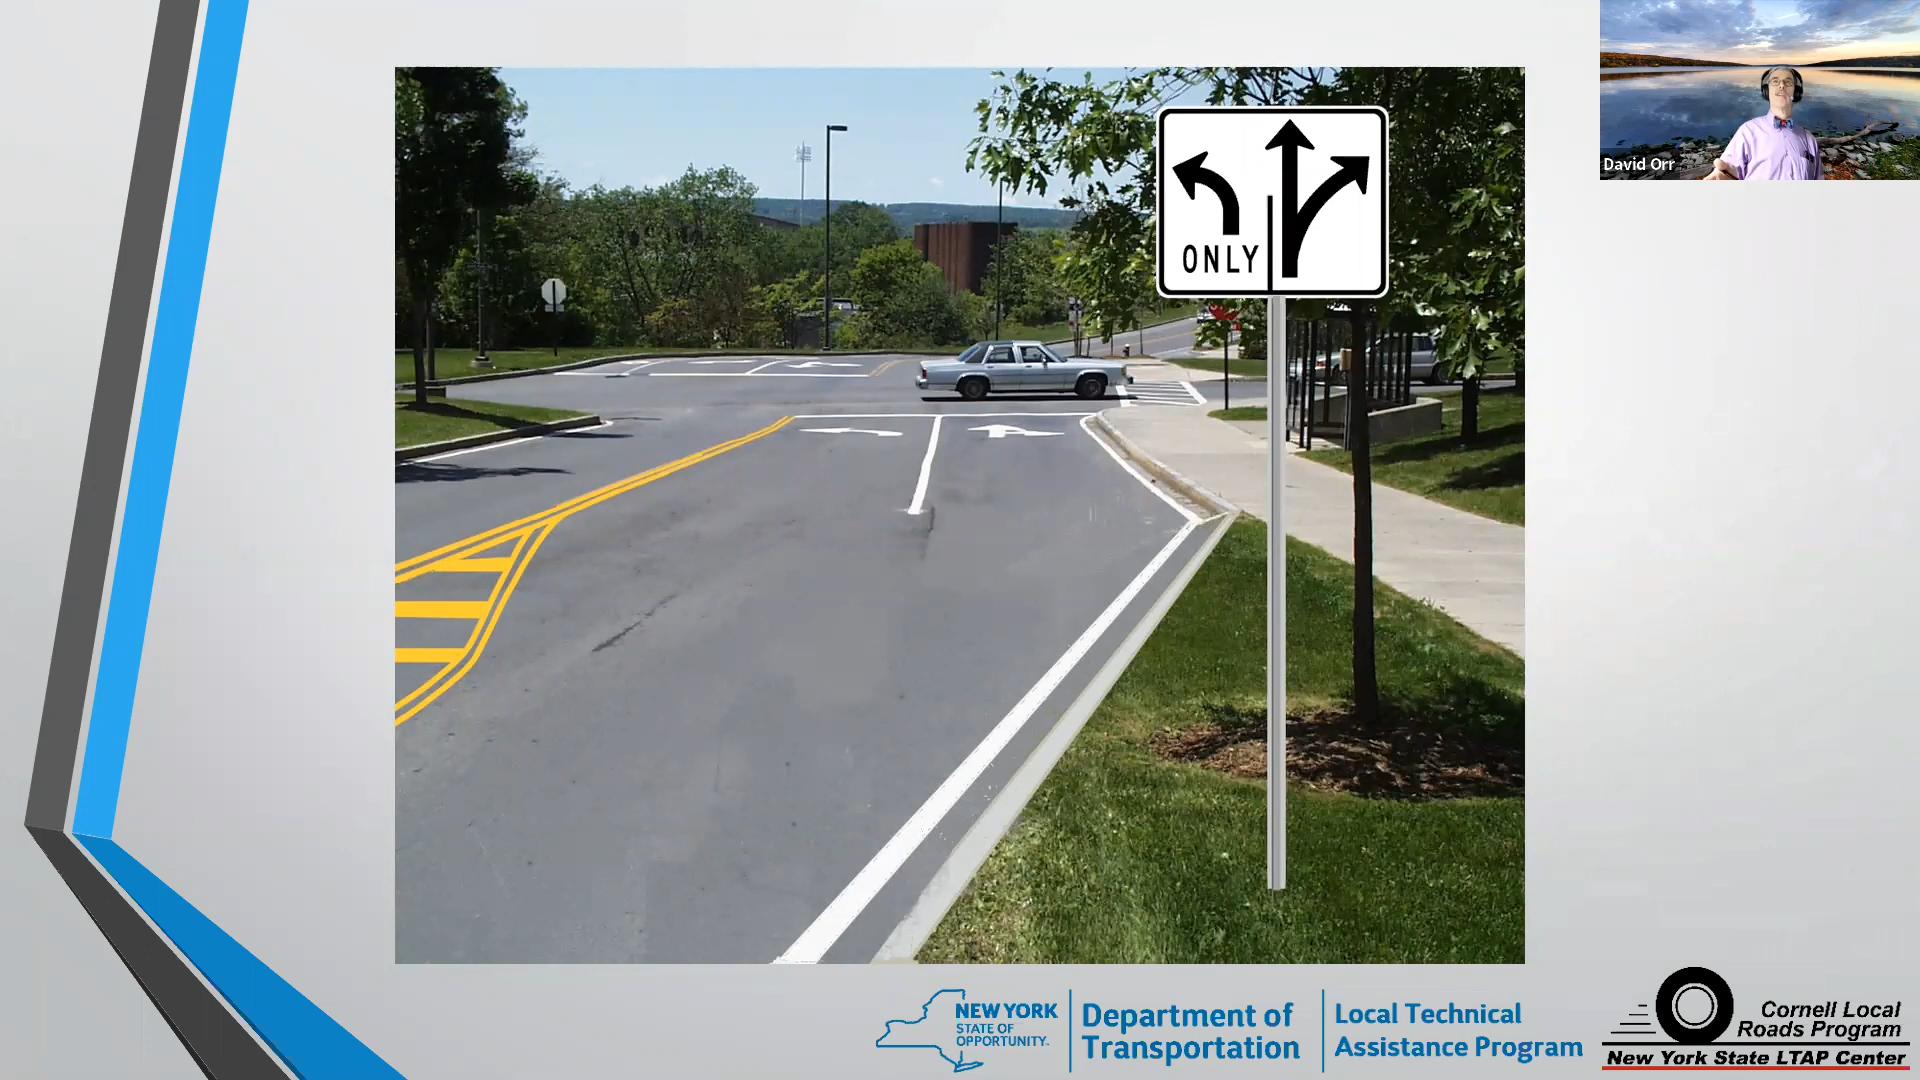 David Orr
ONLY
NEW YORK
STATE OF
OPPORTUNITY.
Department of
Transportation
Local Technical
Assistance Program
Cornell Local
Roads Program
New York State LTAP Center